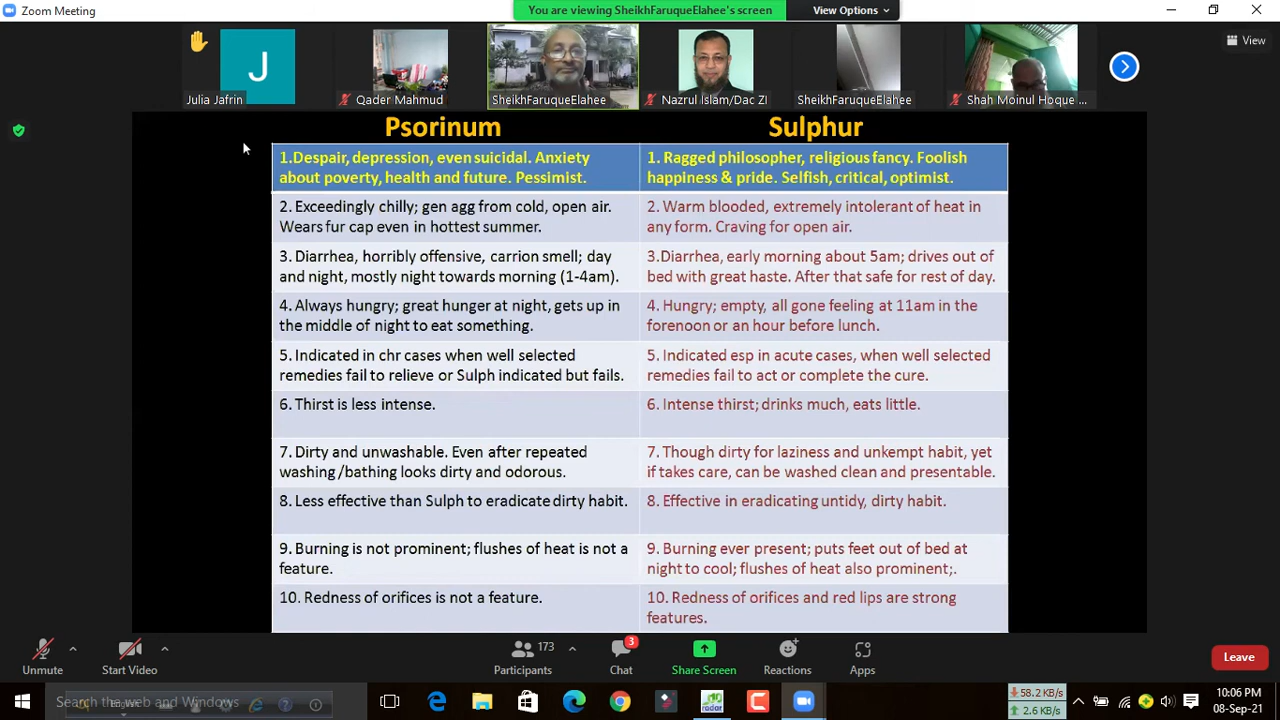 Zoom Meeting
You are viewing SheikhFaruqueElahee's screen
View Options
View
J
Julia Jafrin
Qader Mahmud
SheikhFaruqueElahee
Nazrul Islam/Dac ZI
SheikhFaruqueElahee
Shah Moinul Hoque ...
Psorinum
Sulphur
1.Despair, depression, even suicidal. Anxiety
about poverty, health and future. Pessimist.
1. Ragged philosopher, religious fancy. Foolish
happiness & pride. Selfish, critical, optimist.
2. Exceedingly chilly; gen agg from cold, open air.
Wears fur cap even in hottest summer.
2. Warm blooded, extremely intolerant of heat in
any form. Craving for open air.
3. Diarrhea, horribly offensive, carrion smell; day
and night, mostly night towards morning (1-4am).
3.Diarrhea, early morning about 5am; drives out of
bed with great haste. After that safe for rest of day.
4. Always hungry; great hunger at night, gets up in
the middle of night to eat something.
4. Hungry; empty, all gone feeling at 11am in the
forenoon or an hour before lunch.
5. Indicated in chr cases when well selected
remedies fail to relieve or Sulph indicated but fails.
5. Indicated esp in acute cases, when well selected
remedies fail to act or complete the cure.
6. Thirst is less intense.
6. Intense thirst; drinks much, eats little.
7. Dirty and unwashable. Even after repeated
washing /bathing looks dirty and odorous.
7. Though dirty for laziness and unkempt habit, yet
if takes care, can be washed clean and presentable.
8. Less effective than Sulph to eradicate dirty habit.
8. Effective in eradicating untidy, dirty habit.
9. Burning is not prominent; flushes of heat is not a
feature.
9. Burning ever present; puts feet out of bed at
night to cool; flushes of heat also prominent;.
10. Redness of orifices is not a feature.
10. Redness of orifices and red lips are strong
features.
Unmute
Start Video
Participants
173
Chat
3
Share Screen
Reactions
Apps
Leave
Search the web and Windows
English
radar
58.2 KB/s
2.6 KB/s
10:06 PM
08-Sep-21